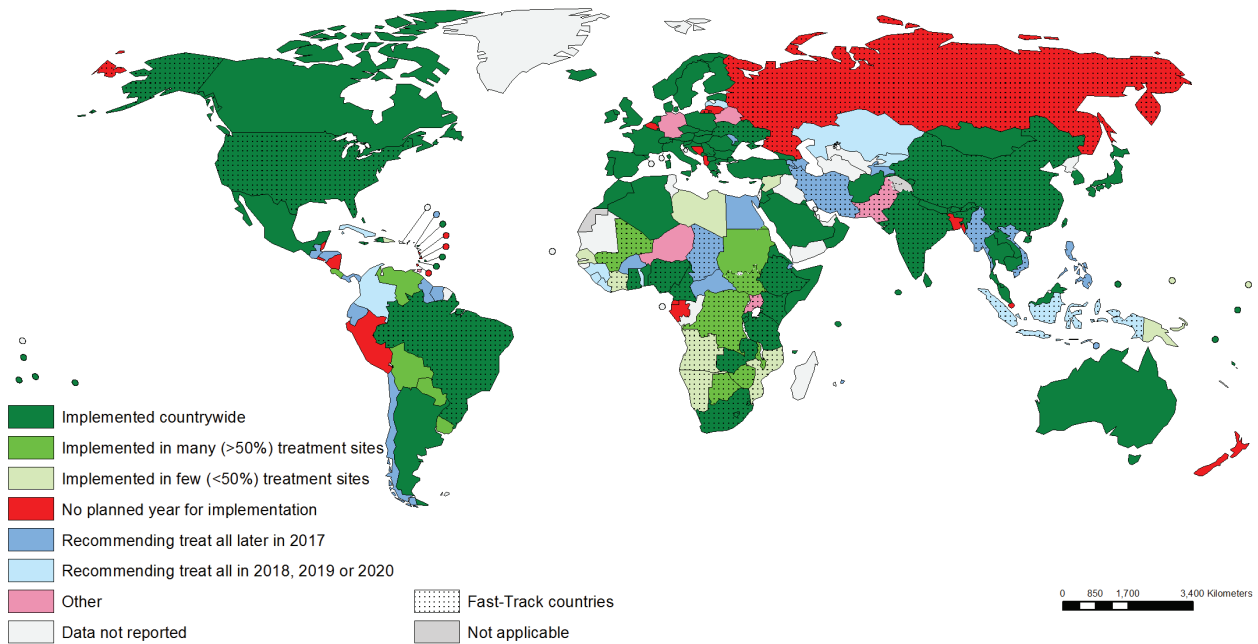 Implemented countrywide
Implemented in many (>50%) treatment sites
Implemented in few (<50%) treatment sites
No planned year for implementation
Recommending treat all later in 2017
Recommending treat all in 2018, 2019 or 2020
Other
Data not reported
Fast-Track countries
Not applicable
0 850 1,700 3,400 Kilometers